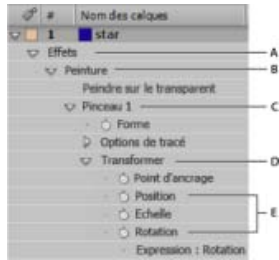 # Nom des calques
1 star
Effets A
Peinture B
Peindre sur le transparent
Pinceau 1 C
Forme
Options de tracé
Transformer D
Point d'ancrage
Position
Echelle E
Rotation
Expression : Rotation